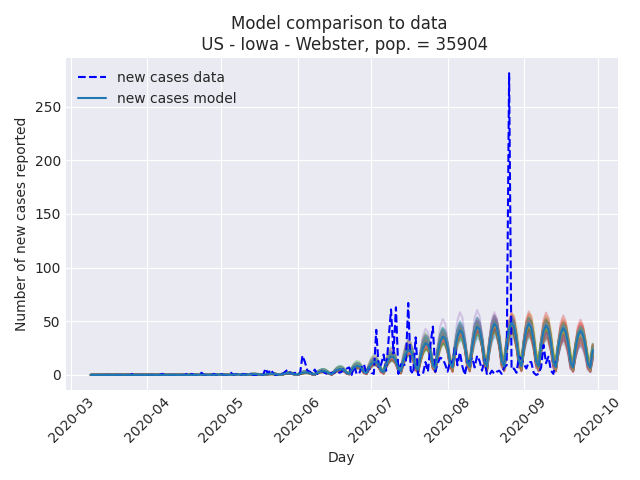 Model comparison to data
US - Iowa - Webster, pop. = 35904
new cases data
new cases model
Number of new cases reported
250
200
150
100
50
0
2020-03
2020-04
2020-05
2020-06
2020-07
2020-08
2020-09
2020-10
Day